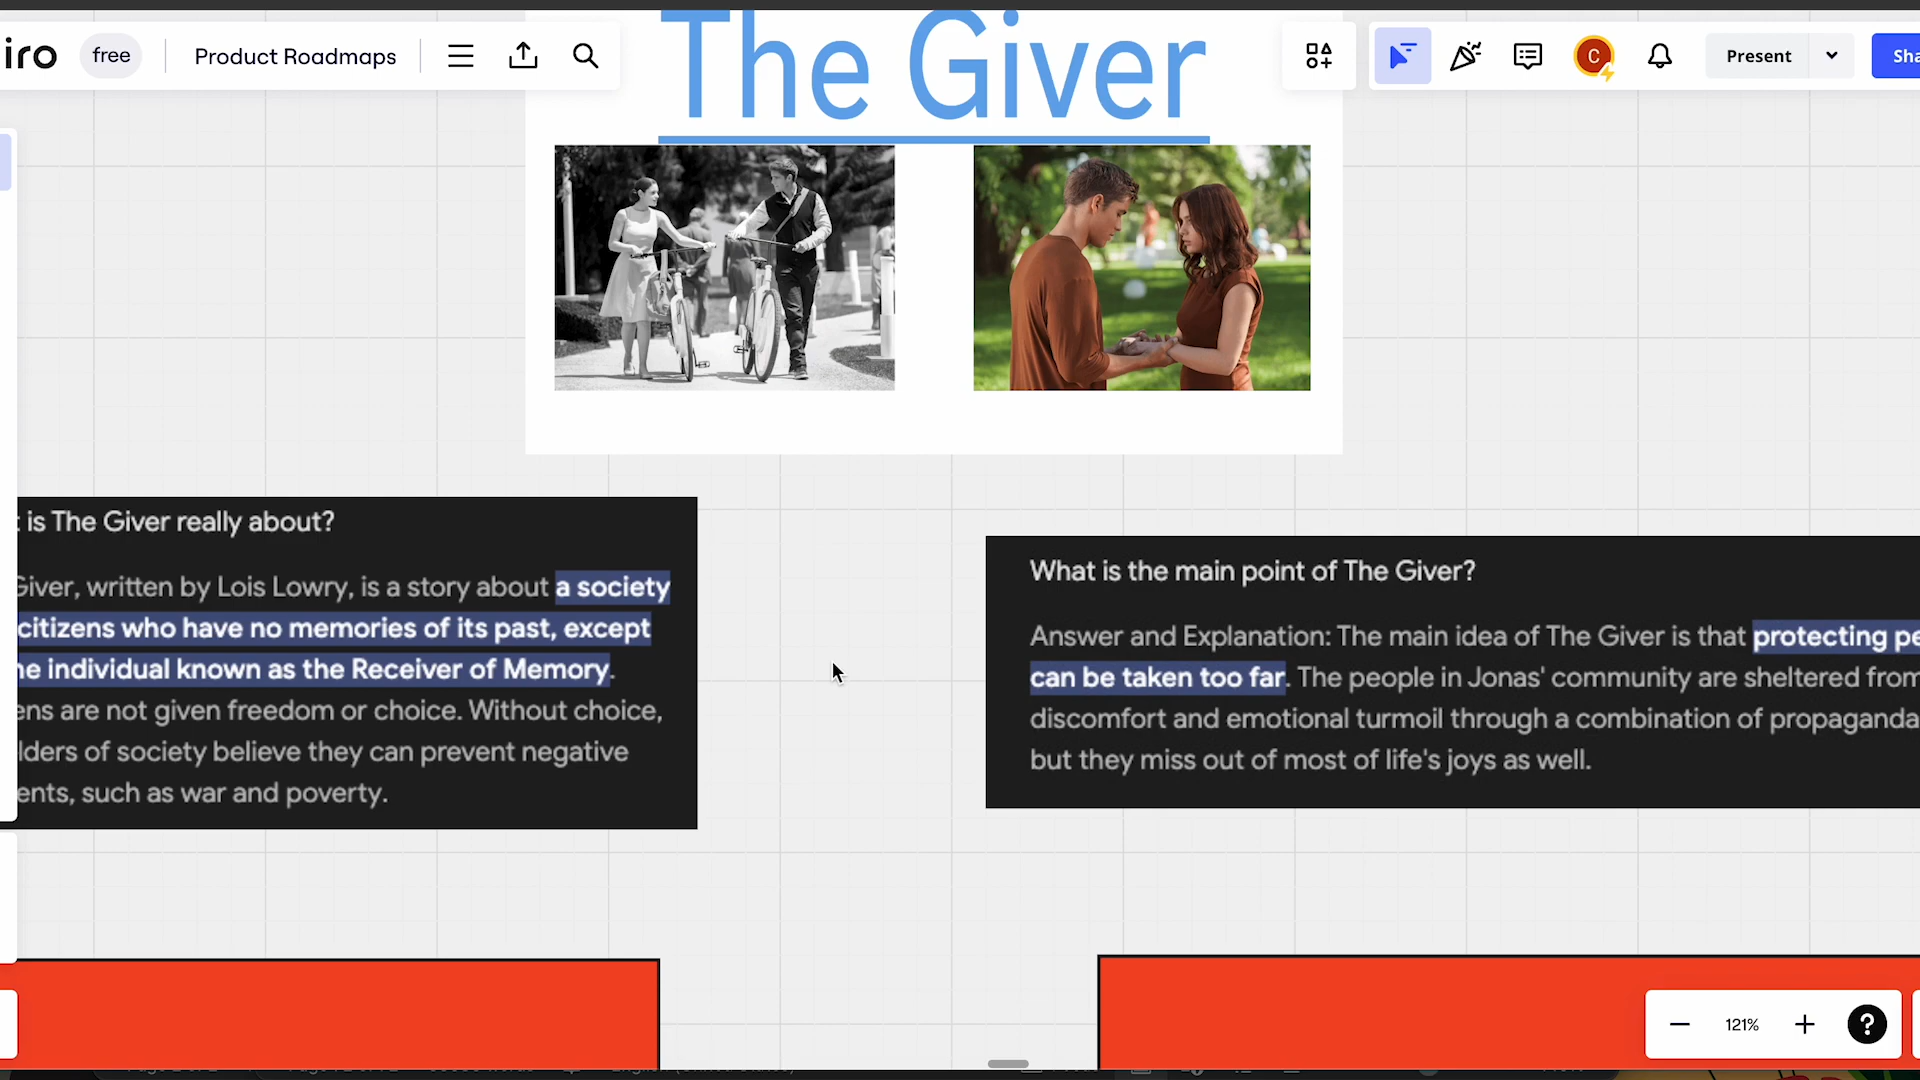 iro
free
Product Roadmaps
The Giver
C
Present
is The Giver really about?
Giver, written by Lois Lowry, is a story about a society
citizens who have no memories of its past, except
individual known as the Receiver of Memory.
are not given freedom or choice. Without choice,
of society believe they can prevent negative
such as war and poverty.
What is the main point of The Giver?
Answer and Explanation: The main idea of The Giver is that protecting
can be taken too far. The people in Jonas' community are sheltered from
discomfort and emotional turmoil through a combination of propaganda
but they miss out of most of life's joys as well.
121%
?